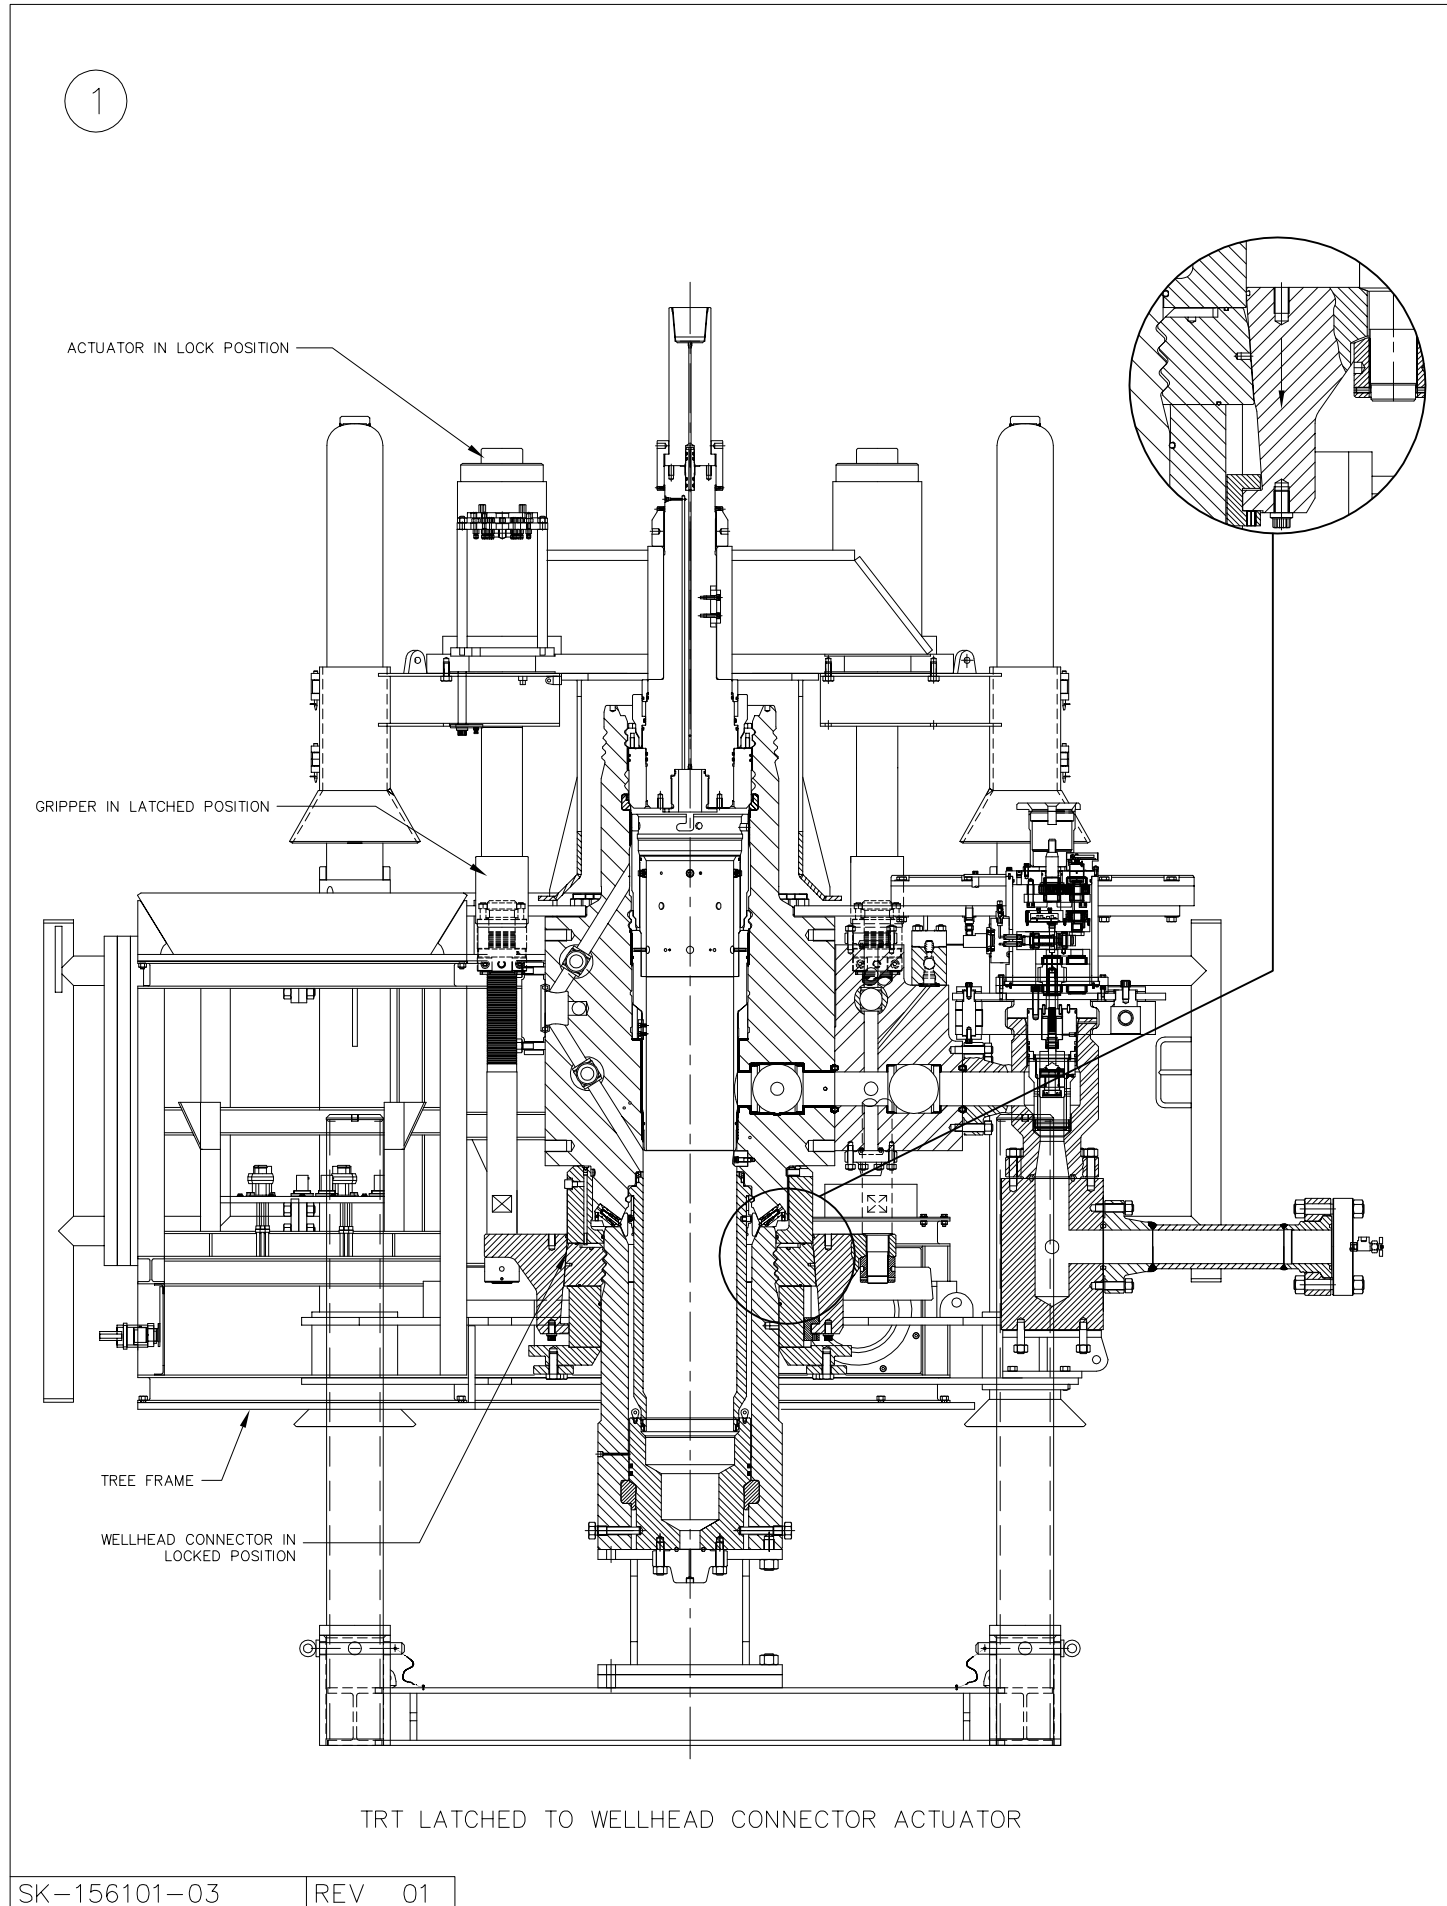 1
ACTUATOR IN LOCK POSITION
GRIPPER IN LATCHED POSITION
TREE FRAME
WELLHEAD CONNECTOR IN
LOCKED POSITION
TRT LATCHED TO WELLHEAD CONNECTOR ACTUATOR
SK-156101-03 REV 01